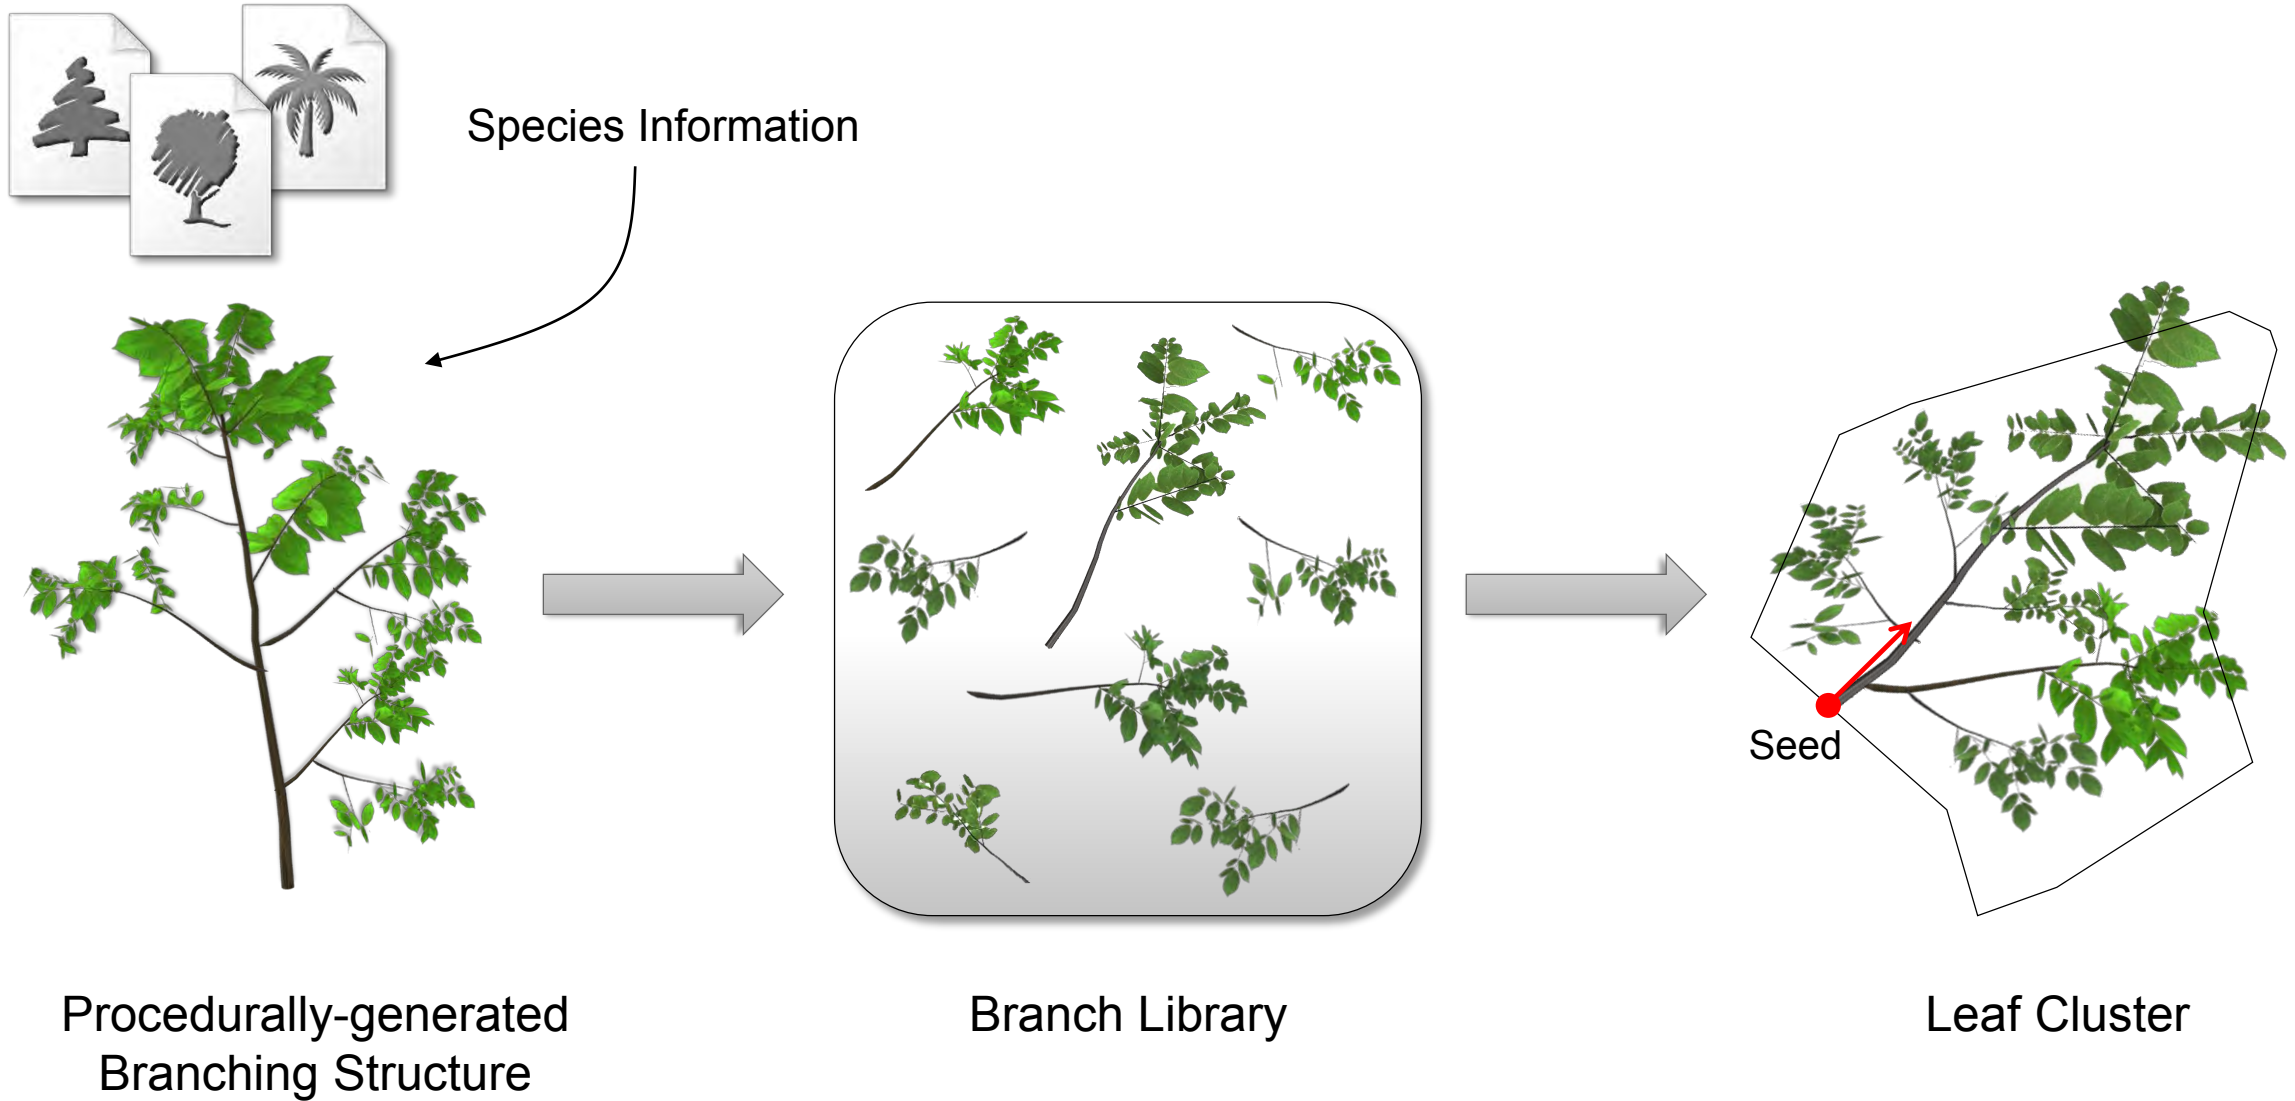 Species Information
Seed
Procedurally-generated
Branching Structure
Branch Library
Leaf Cluster